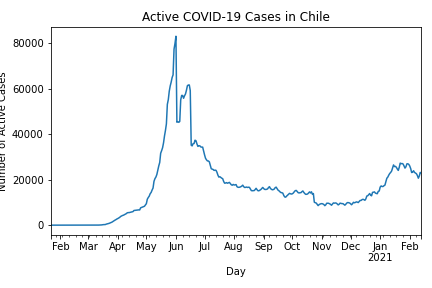 Active COVID-19 Cases in Chile
Number of Active Cases
80000
60000
40000
20000
0
Feb Mar Apr May Jun Jul Aug Sep Oct Nov Dec Jan Feb
2021
Day